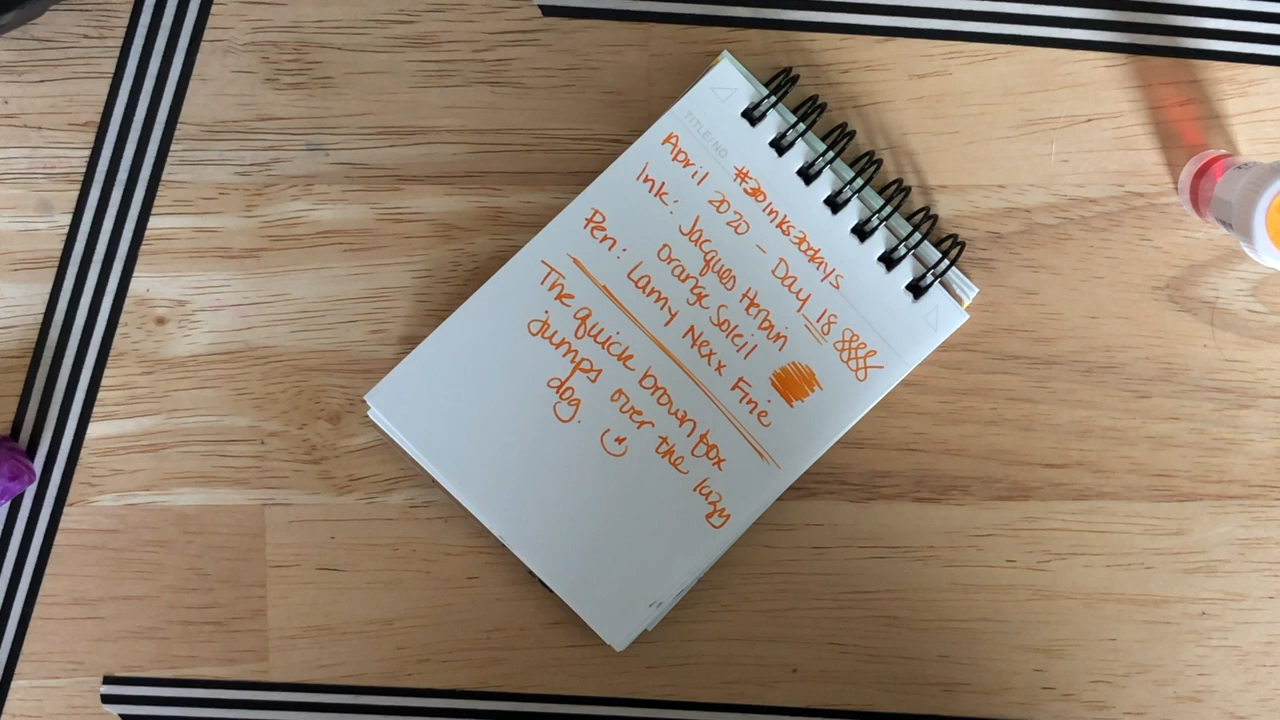 TITLE/NO.
#30inks30days
April 2020 - Day 18 8888
Ink: Jacques Herbin
Orange Soleil
Pen: Lamy Nexx Fine
The quick brown fox
jumps over the lazy
dog.